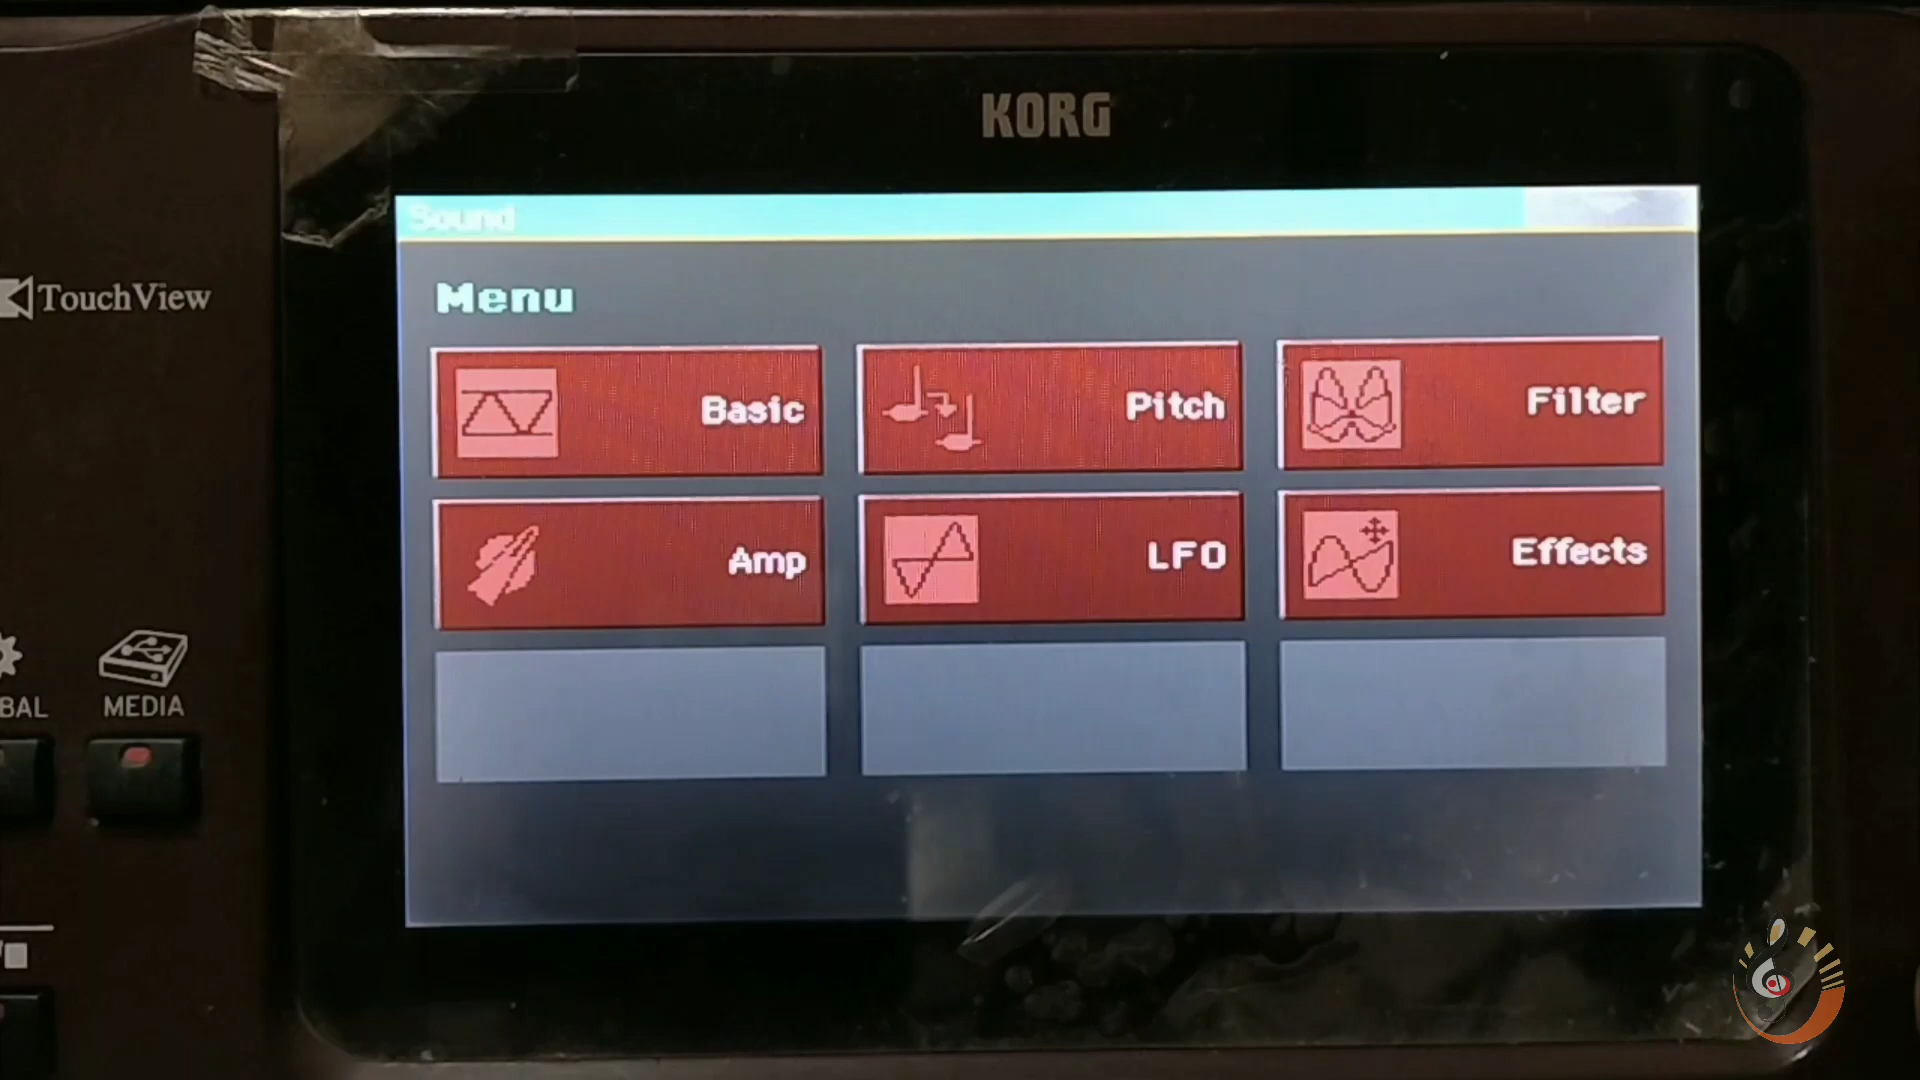 KORG
Sound
TouchView
Menu
Basic
Pitch
Filter
Amp
LFO
Effects
BAL
MEDIA